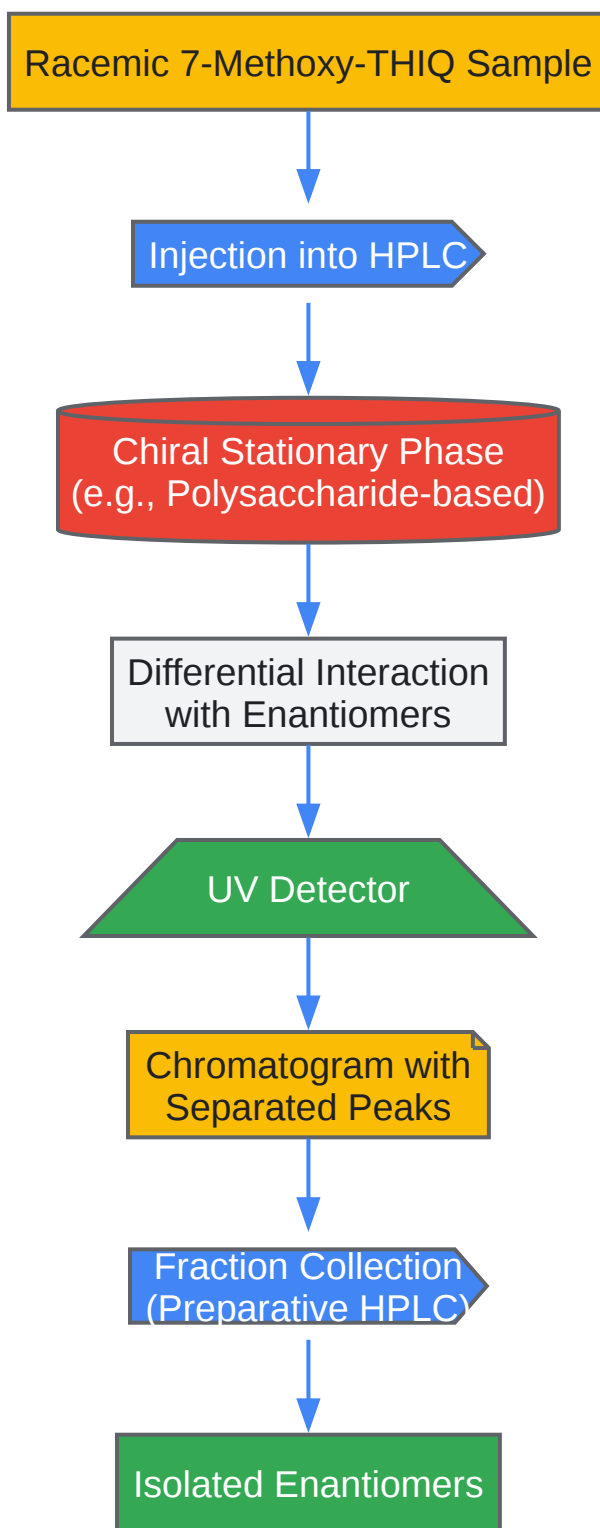 Racemic 7-Methoxy-THIQ Sample
Injection into HPLC
Chiral Stationary Phase
(e.g., Polysaccharide-based)
Differential Interaction
with Enantiomers
UV Detector
Chromatogram with
Separated Peaks
Fraction Collection
(Preparative HPLC)
Isolated Enantiomers